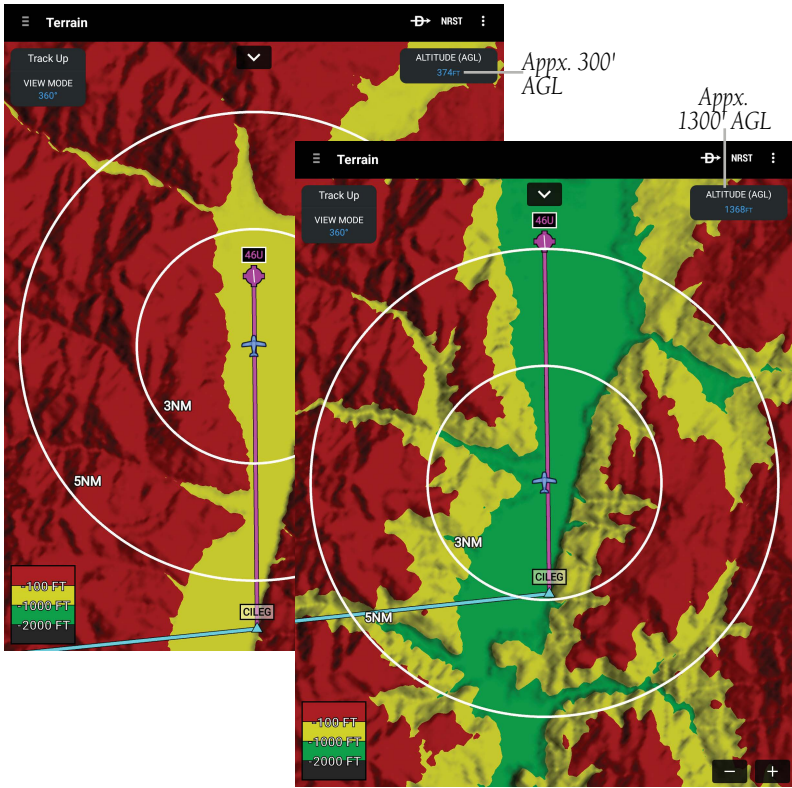 Terrain
D
NRST
Track Up
VIEW MODE
360°
ALTITUDE (AGL)
374FT
Appx. 300'
AGL
46U
3NM
5NM
-100 FT
-1000 FT
-2000 FT
CILEG
Appx.
1300' AGL
Terrain
D
NRST
Track Up
VIEW MODE
360°
ALTITUDE (AGL)
1368FT
46U
3NM
CILEG
5NM
-100 FT
-1000 FT
-2000 FT